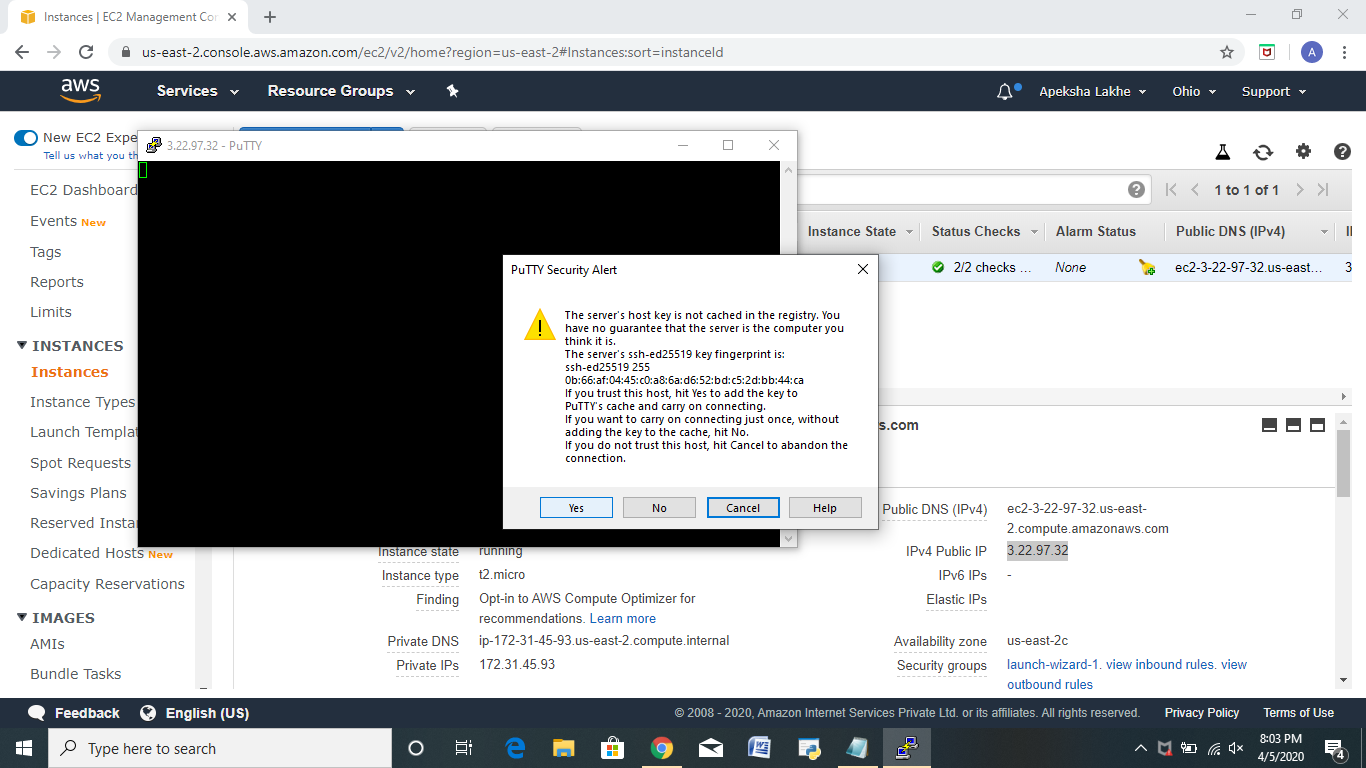 Instances | EC2 Management Con
us-east-2.console.aws.amazon.com/ec2/v2/home?region=us-east-2#Instances:sort=instanceId
A
aws
Services
Resource Groups
Apeksha Lakhe
Ohio
Support
New EC2 Expe
Tell us what you th
EC2 Dashboard
Events New
Tags
Reports
Limits
INSTANCES
Instances
Instance Types
Launch Templat
Spot Requests
Savings Plans
Reserved Instan
Dedicated Hosts New
Capacity Reservations
IMAGES
AMIs
Bundle Tasks
3.22.97.32 - PuTTY
1 to 1 of 1
Instance State
Status Checks
Alarm Status
Public DNS (IPv4)
2/2 checks ...
None
ec2-3-22-97-32.us-east...
3
PuTTY Security Alert
The server's host key is not cached in the registry. You
have no guarantee that the server is the computer you
think it is.
The server's ssh-ed25519 key fingerprint is:
ssh-ed25519 255
0b:66:af:04:45:c0:a8:6a:d6:52:bd:c5:2d:bb:44:ca
If you trust this host, hit Yes to add the key to
PuTTY's cache and carry on connecting.
If you want to carry on connecting just once, without
adding the key to the cache, hit No.
If you do not trust this host, hit Cancel to abandon the
connection.
Yes
No
Cancel
Help
s.com
Public DNS (IPv4)
ec2-3-22-97-32.us-east-
2.compute.amazonaws.com
Instance state
running
IPv4 Public IP
3.22.97.32
Instance type
t2.micro
IPv6 IPs
-
Finding
Opt-in to AWS Compute Optimizer for
recommendations. Learn more
Elastic IPs
Private DNS
ip-172-31-45-93.us-east-2.compute.internal
Availability zone
us-east-2c
Private IPs
172.31.45.93
Security groups
launch-wizard-1. view inbound rules. view
outbound rules
Feedback
English (US)
© 2008 - 2020, Amazon Internet Services Private Ltd. or its affiliates. All rights reserved.
Privacy Policy
Terms of Use
Type here to search
8:03 PM
4/5/2020
4